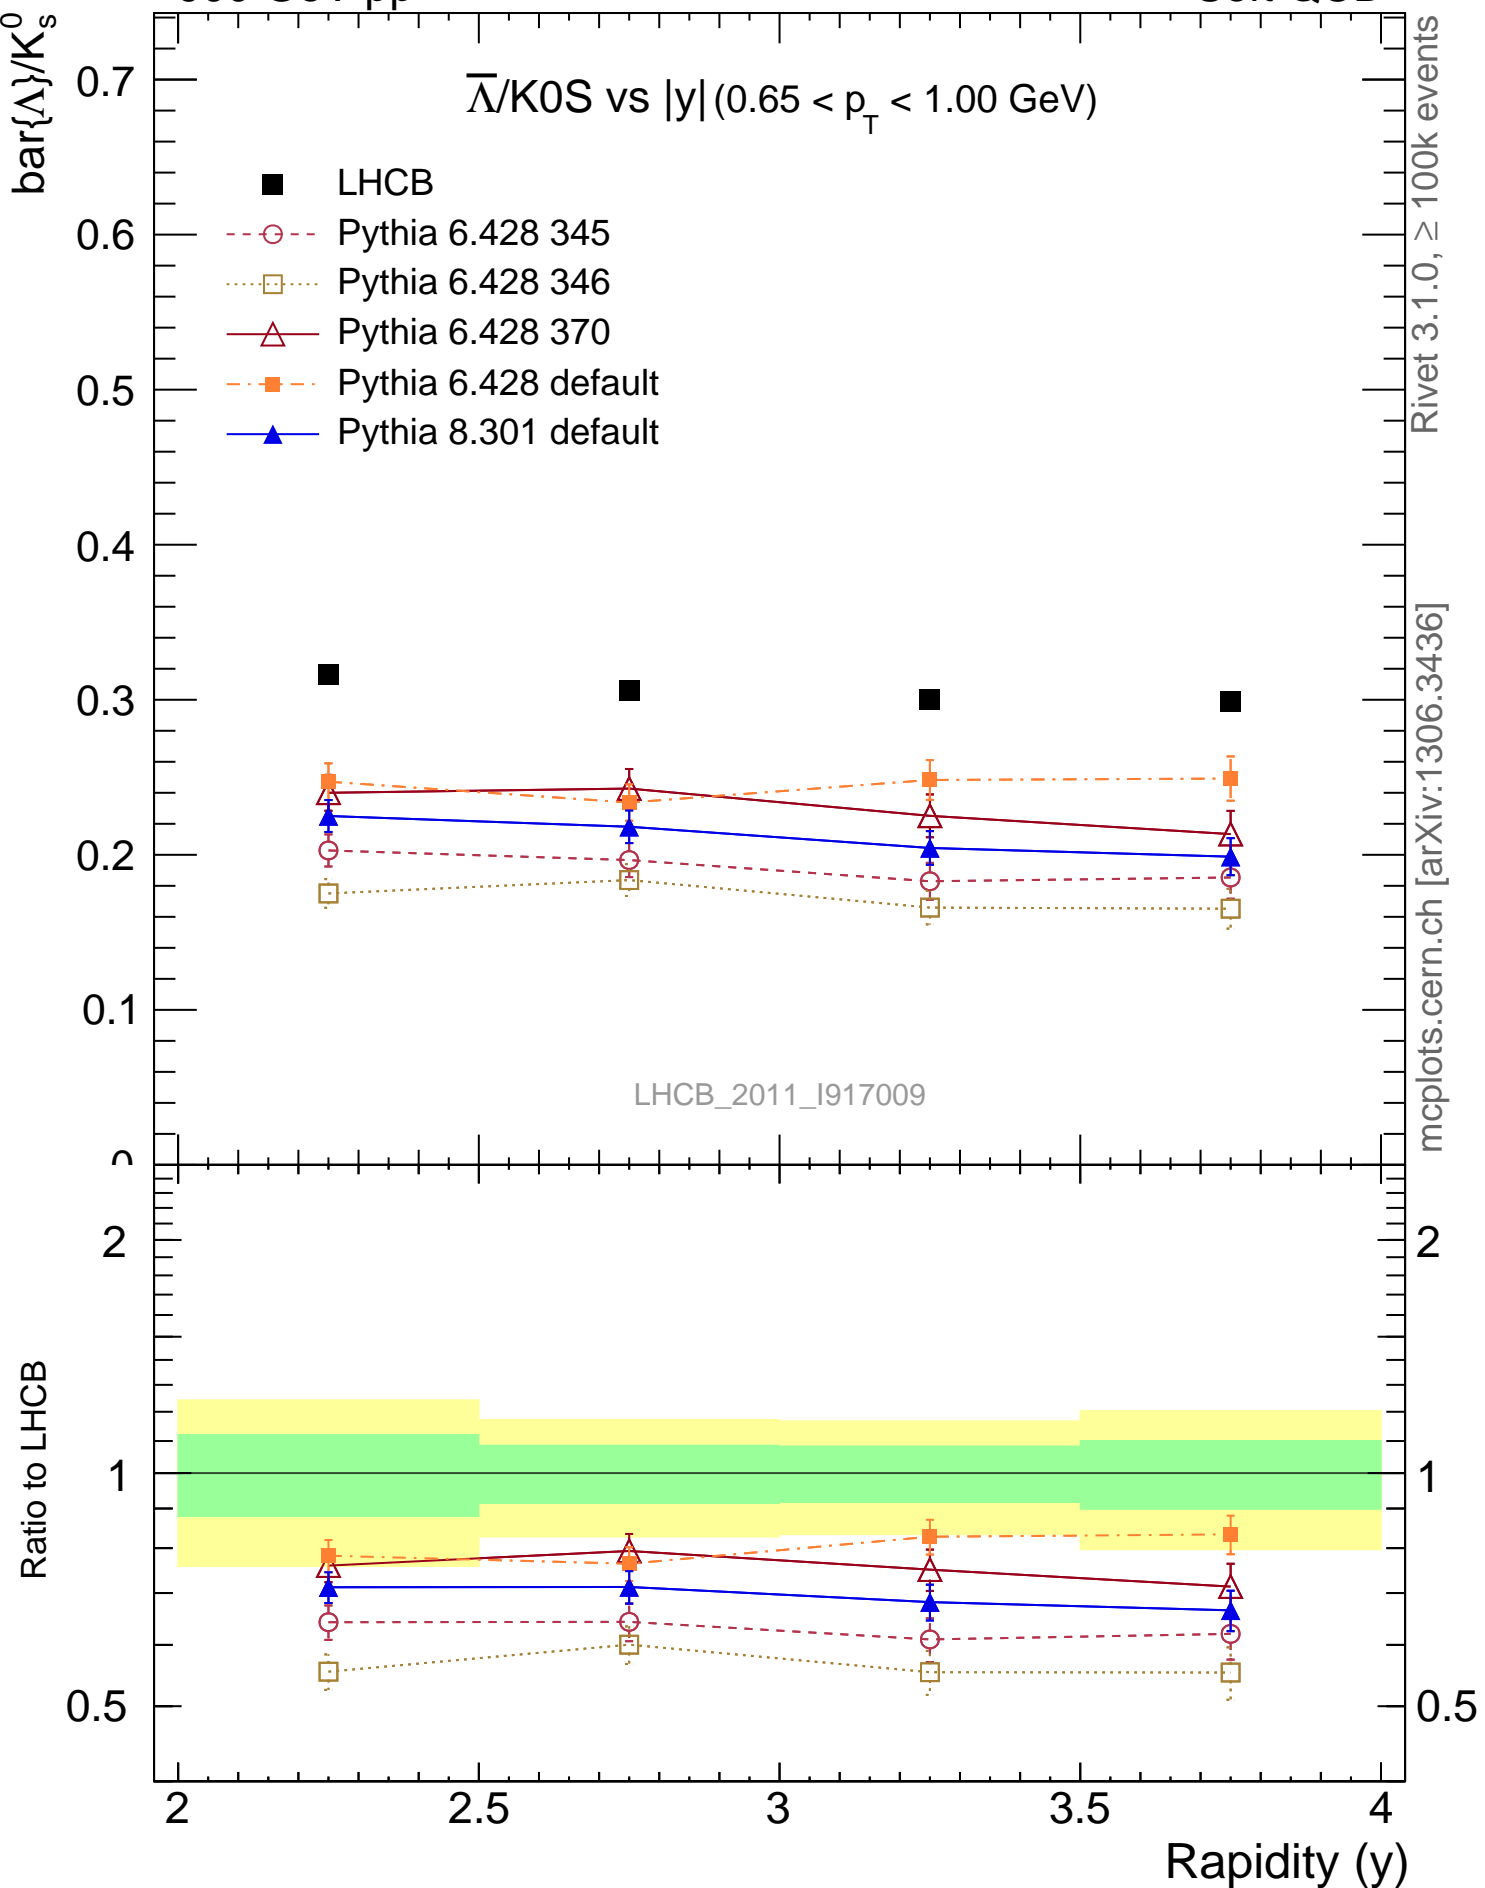 bar{Λ}/K⁰ₛ
Λ̅/K0S vs |y| (0.65 < p_T < 1.00 GeV)
LHCB
Pythia 6.428 345
Pythia 6.428 346
Pythia 6.428 370
Pythia 6.428 default
Pythia 8.301 default
0.7
0.6
0.5
0.4
0.3
0.2
0.1
LHCB_2011_I917009
Rivet 3.1.0, ≥ 100k events
mcplots.cern.ch [arXiv:1306.3436]
Ratio to LHCB
2
1
0.5
2
1
0.5
2
2.5
3
3.5
4
Rapidity (y)